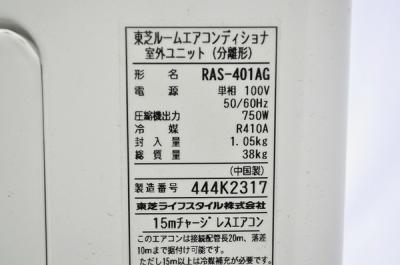 東芝ルームエアコンディショナ
室外ユニット（分離形）
形 名 RAS-401AG
電 源 単相 100V
50/60Hz
圧縮機出力 750W
冷 媒 R410A
封 入 量 1.05kg
総 質 量 38kg
（中国製）
製造番号 444K2317
東芝ライフスタイル株式会社
15mチャージレスエアコン
このエアコンは接続配管長20m、落差
10mまで据付け可能です。
ただし15m以上は冷媒補充が必要です。